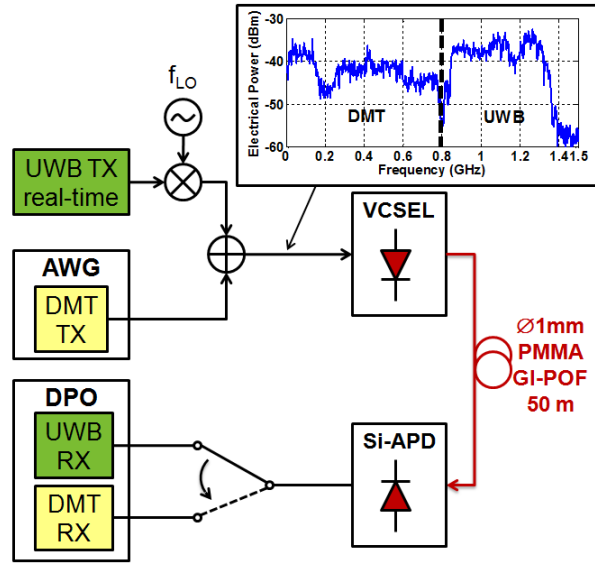 f_LO
UWB TX
real-time
AWG
DMT
TX
Electrical Power (dBm)
-30
-40
-50
-60
DMT
UWB
0
0.2
0.4
0.6
0.8
1
1.2
1.41.5
Frequency (GHz)
VCSEL
Ø1mm
PMMA
GI-POF
50 m
DPO
UWB
RX
DMT
RX
Si-APD